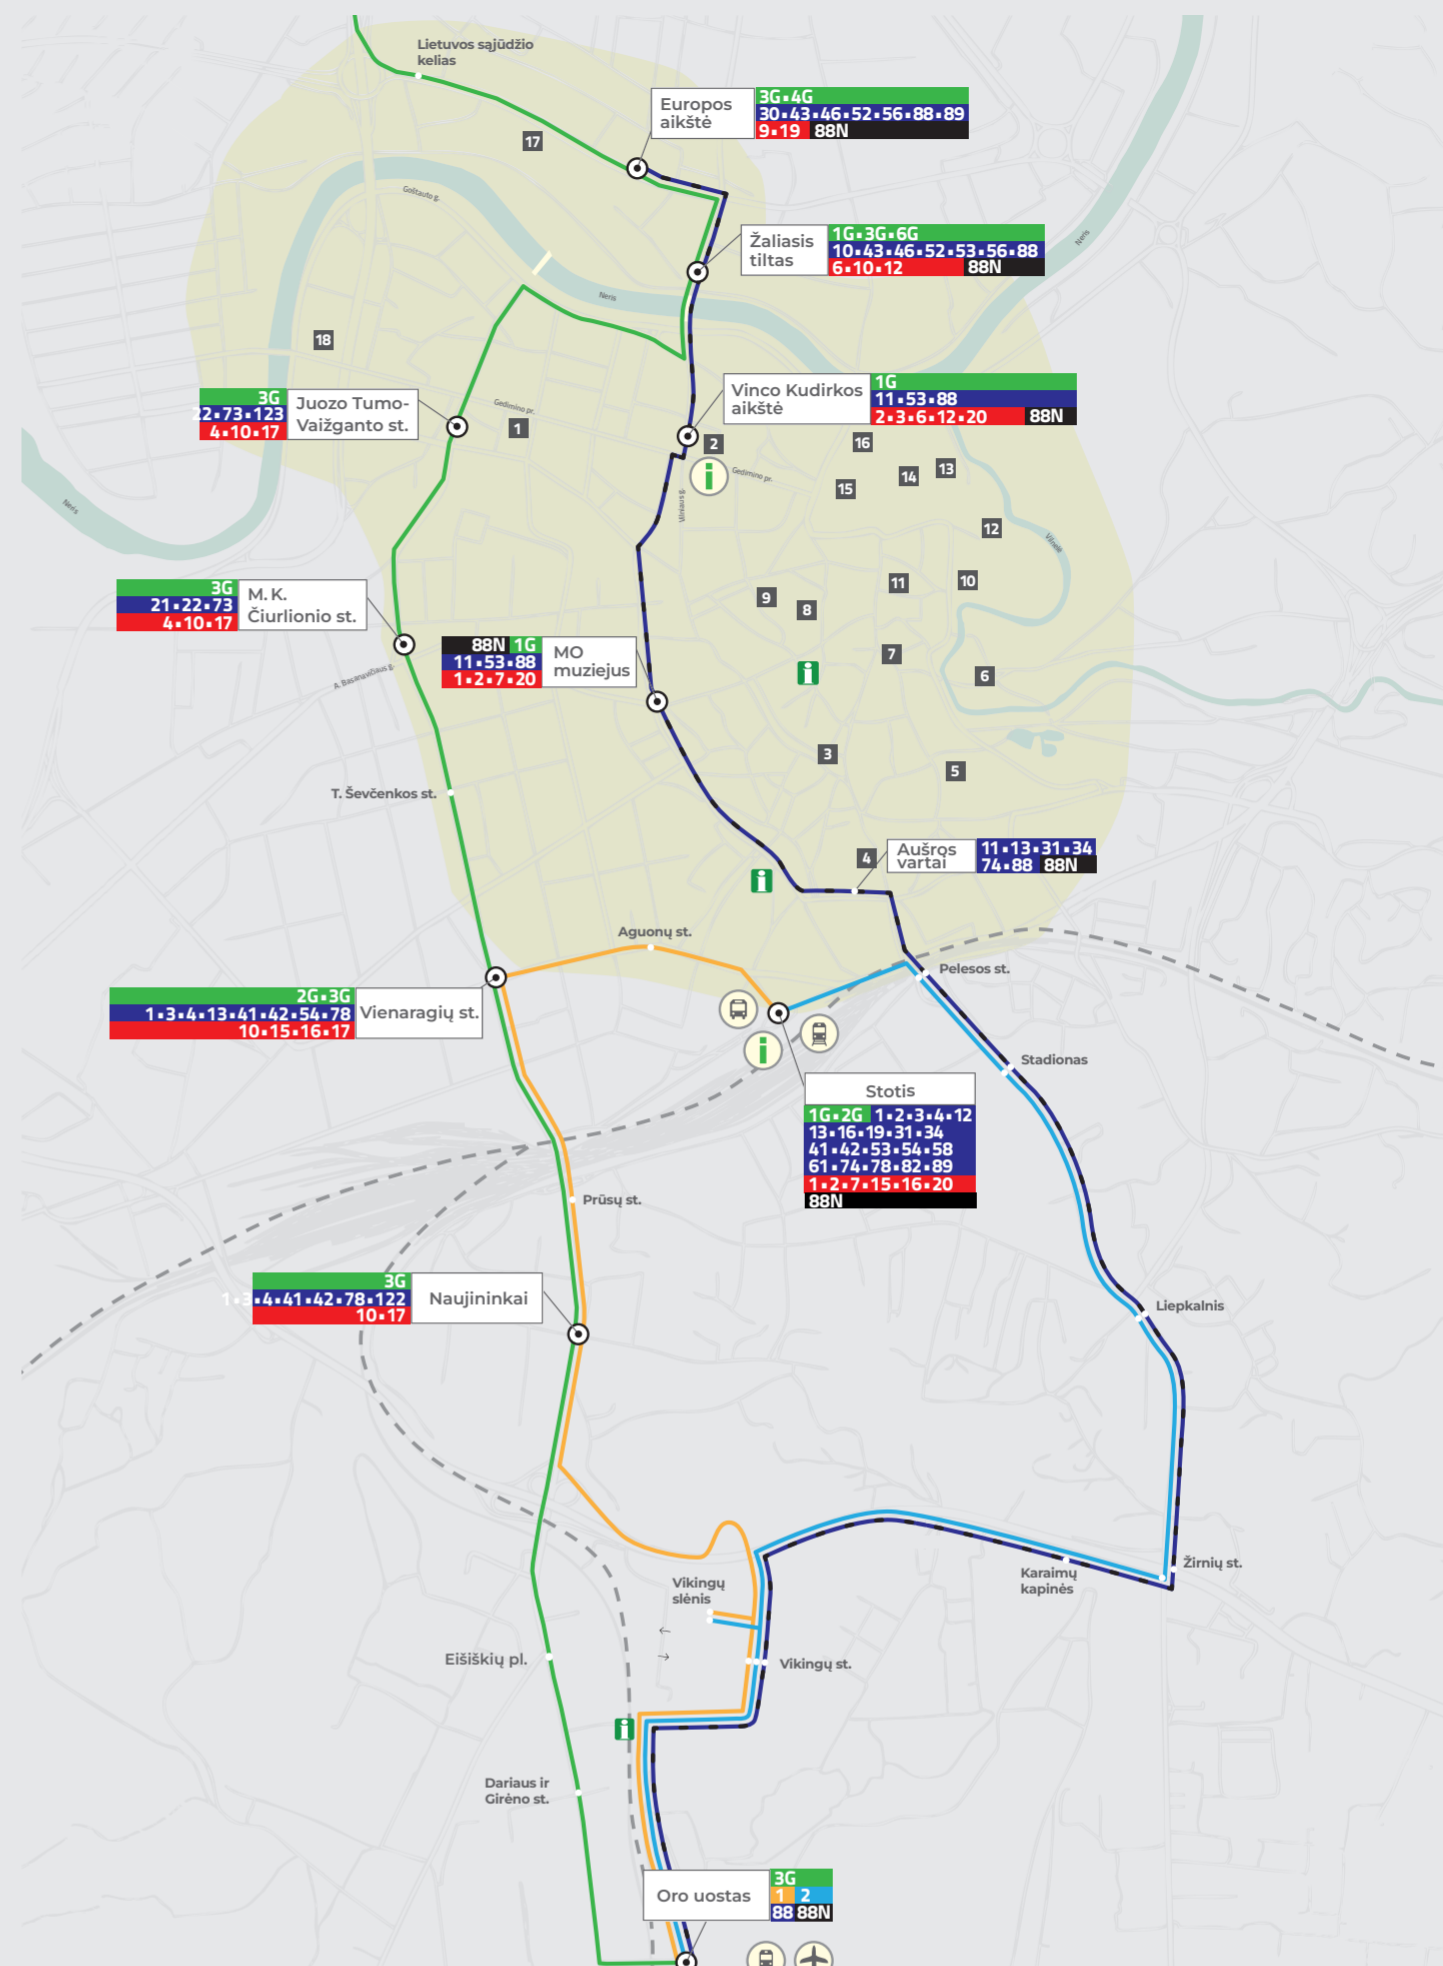 Lietuvos sąjūdžio
kelias
Europos
aikštė
3G▪4G
30▪43▪46▪52▪56▪88▪89
9▪19 88N
17
Goštauto g.
Žaliasis
tiltas
1G▪3G▪6G
10▪43▪46▪52▪53▪56▪88
6▪10▪12 88N
Neris
Neris
18
3G
22▪73▪123
4▪10▪17
Juozo Tumo-
Vaižganto st.
Gedimino pr.
1
Vinco Kudirkos
aikštė
1G
11▪53▪88
2▪3▪6▪12▪20 88N
2
i
Gedimino pr.
Vilniaus g.
16
15
14
13
12
Neris
Vilnelė
3G
21▪22▪73
4▪10▪17
M. K.
Čiurlionio st.
A. Basanavičiaus g.
9
8
11
10
88N 1G
11▪53▪88
1▪2▪7▪20
MO
muziejus
7
i
6
3
5
T. Ševčenkos st.
4
Aušros
vartai
11▪13▪31▪34
74▪88 88N
i
Aguonų st.
Pelesos st.
2G▪3G
1▪3▪4▪13▪41▪42▪54▪78
10▪15▪16▪17
Vienaragių st.
i
Stadionas
Stotis
1G▪2G 1▪2▪3▪4▪12
13▪16▪19▪31▪34
41▪42▪53▪54▪58
61▪74▪78▪82▪89
1▪2▪7▪15▪16▪20
88N
Prūsų st.
3G
1▪3▪4▪41▪42▪78▪122
10▪17
Naujininkai
Liepkalnis
Žirnių st.
Karaimų
kapinės
Vikingų
slėnis
Eišiškių pl.
Vikingų st.
i
Dariaus ir
Girėno st.
Oro uostas
3G
1 2
88 88N